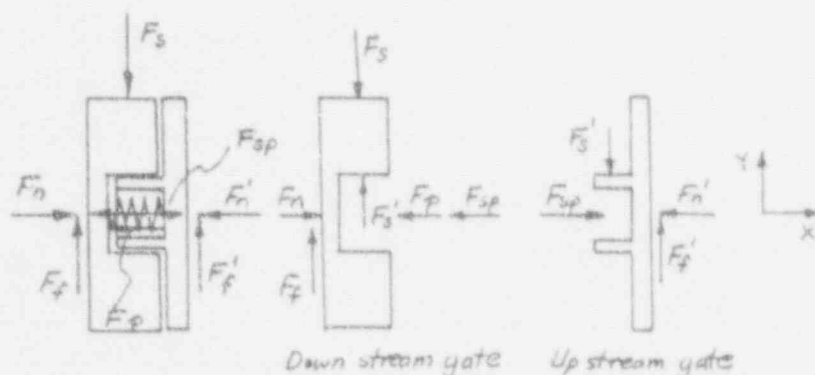 Fs Fs
Fsp Fs' Y
Fn Fn' Fn Fp Fsp Fsp Fn'
Fs' X
Ff Ff' Ff Ff'
Fp
Down stream gate Up stream gate